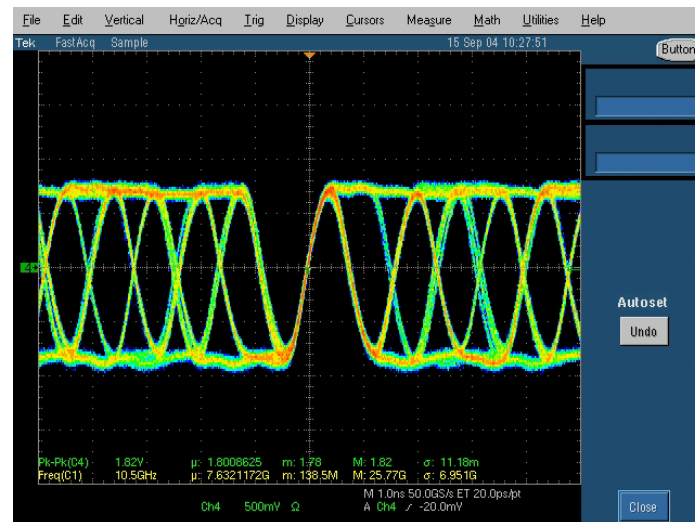 File Edit Vertical Horiz/Acq Trig Display Cursors Measure Math Utilities Help
Tek FastAcq Sample 15 Sep 04 10:27:51
Button
Autoset
Undo
Pk-Pk(C4) 1.82V µ: 1.8008625 m: 1.78 M: 1.82 σ: 11.18m
Freq(C1) 10.5GHz µ: 7.6321172G m: 138.5M M: 25.77G σ: 6.951G
Ch4 500mV Ω
M 1.0ns 50.0GS/s ET 20.0ps/pt
A Ch4 ⁄ -20.0mV
Close